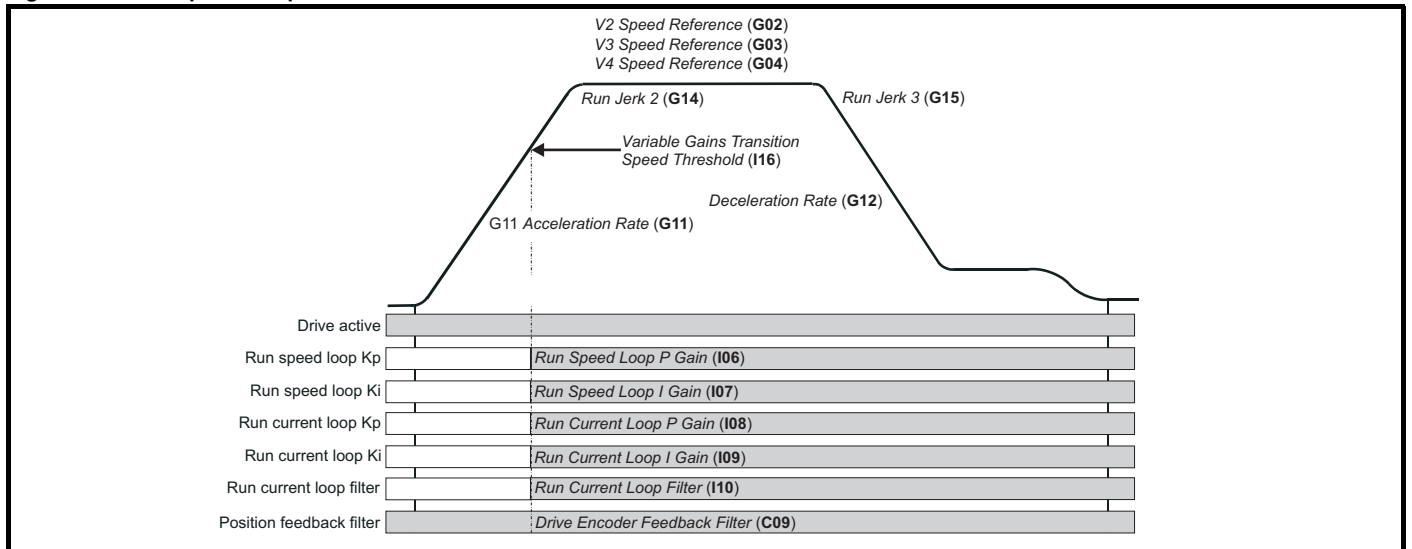 V2 Speed Reference (G02)
V3 Speed Reference (G03)
V4 Speed Reference (G04)
Run Jerk 2 (G14)
Run Jerk 3 (G15)
Variable Gains Transition
Speed Threshold (I16)
Deceleration Rate (G12)
G11 Acceleration Rate (G11)
Drive active
Run speed loop Kp
Run Speed Loop P Gain (I06)
Run speed loop Ki
Run Speed Loop I Gain (I07)
Run current loop Kp
Run Current Loop P Gain (I08)
Run current loop Ki
Run Current Loop I Gain (I09)
Run current loop filter
Run Current Loop Filter (I10)
Position feedback filter
Drive Encoder Feedback Filter (C09)